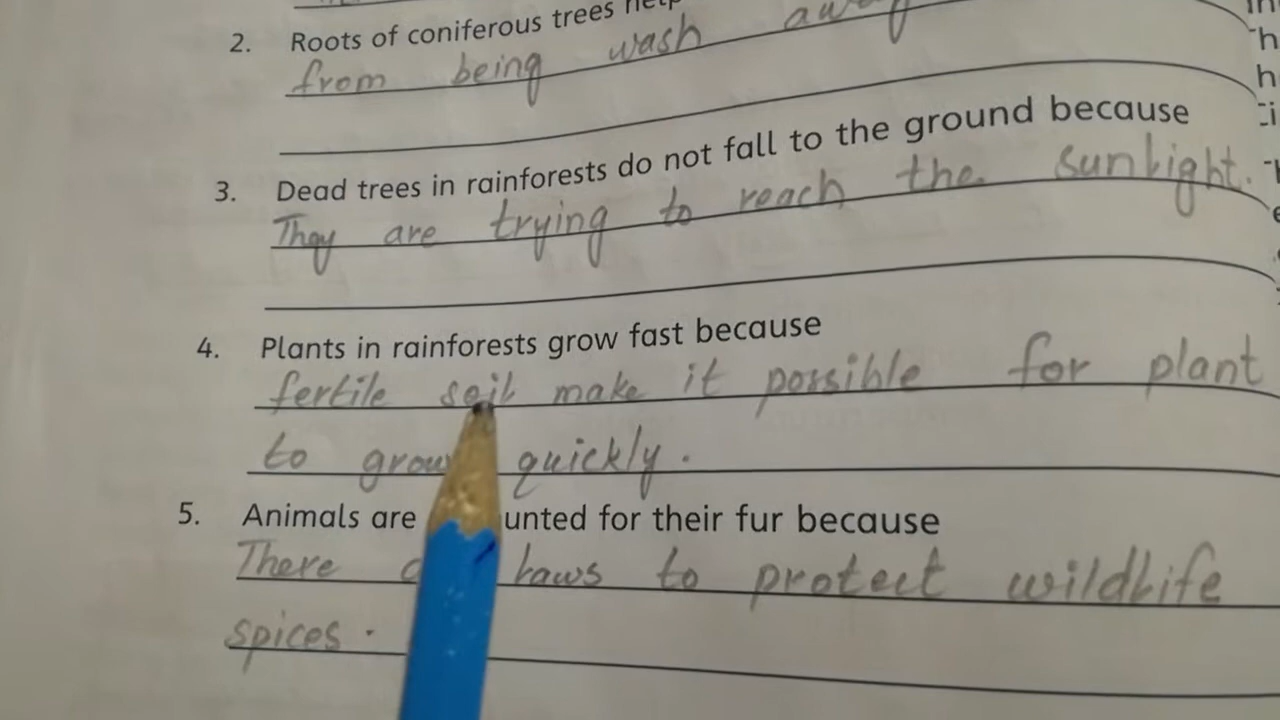 2. Roots of coniferous trees help
from being wash away
3. Dead trees in rainforests do not fall to the ground because
They are trying to reach the sunlight.
4. Plants in rainforests grow fast because
fertile soil make it possible for plant
to grow quickly.
5. Animals are unted for their fur because
There laws to protect wildlife
spices.